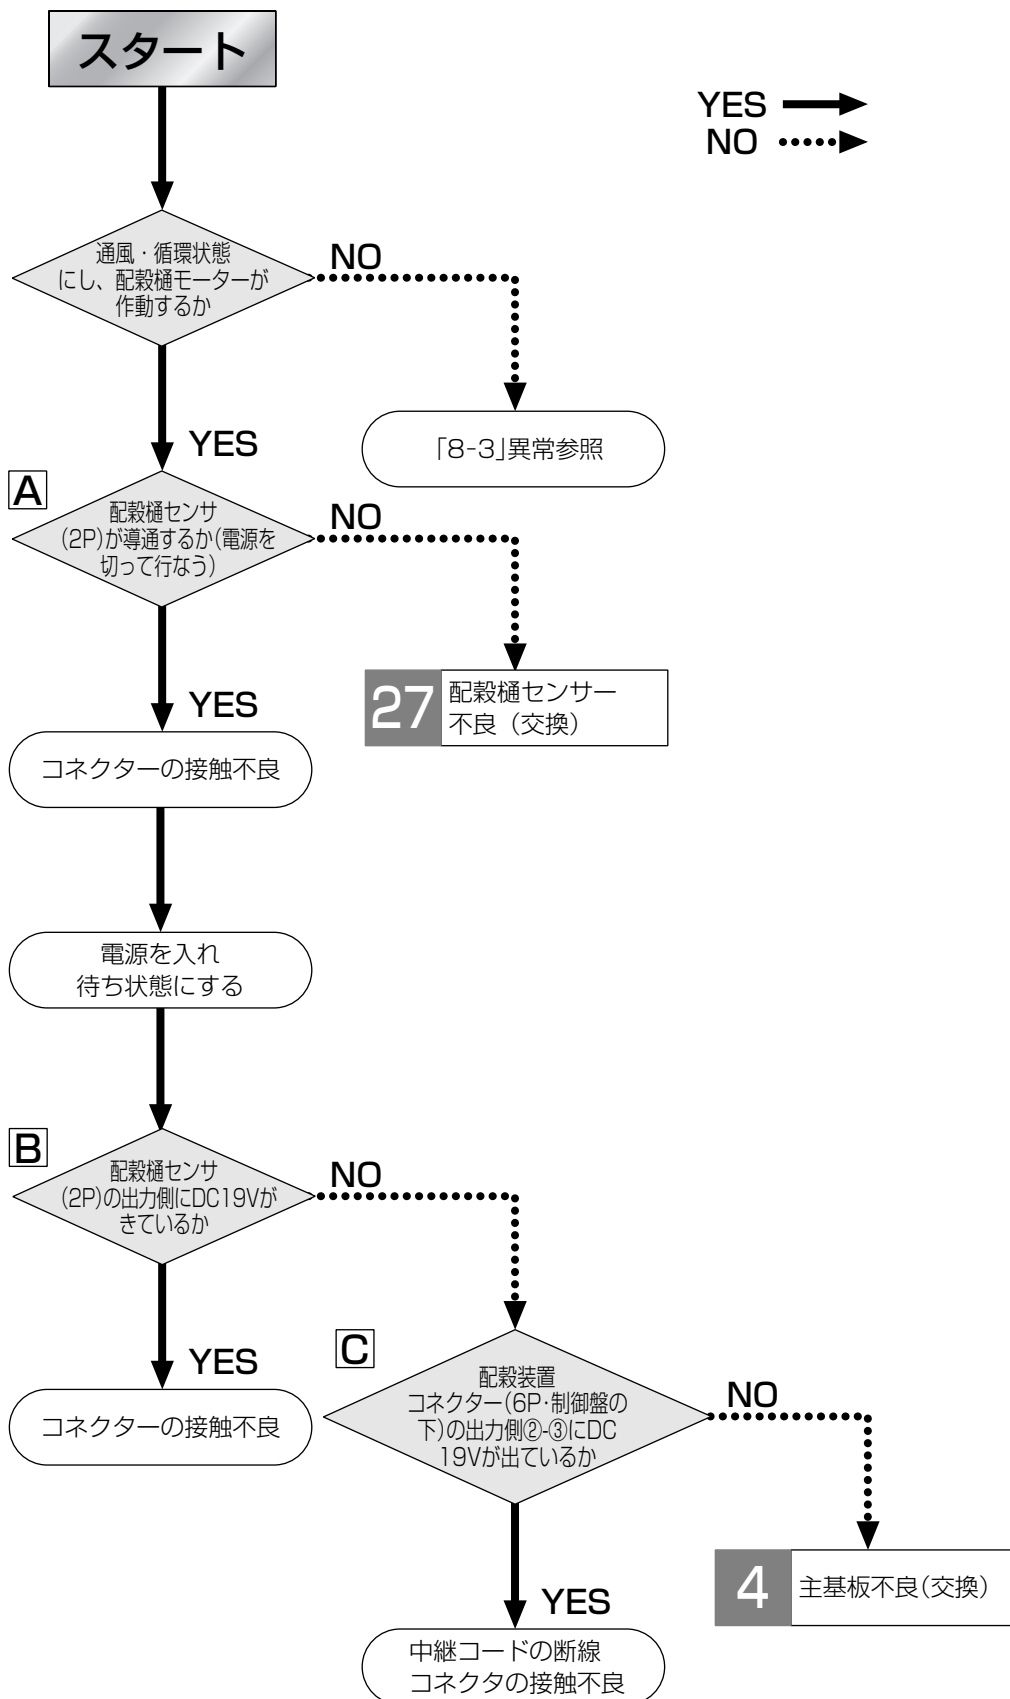 スタート
YES
NO
通風・循環状態
にし、配穀樋モーターが
作動するか
NO
「8-3」異常参照
YES
A
配穀樋センサ
(2P)が導通するか(電源を
切って行なう)
NO
27
配穀樋センサー
不良（交換）
YES
コネクターの接触不良
電源を入れ
待ち状態にする
B
配穀樋センサ
(2P)の出力側にDC19Vが
きているか
NO
YES
コネクターの接触不良
C
配穀装置
コネクター(6P・制御盤の
下)の出力側②-③にDC
19Vが出ているか
NO
4
主基板不良(交換)
YES
中継コードの断線
コネクタの接触不良